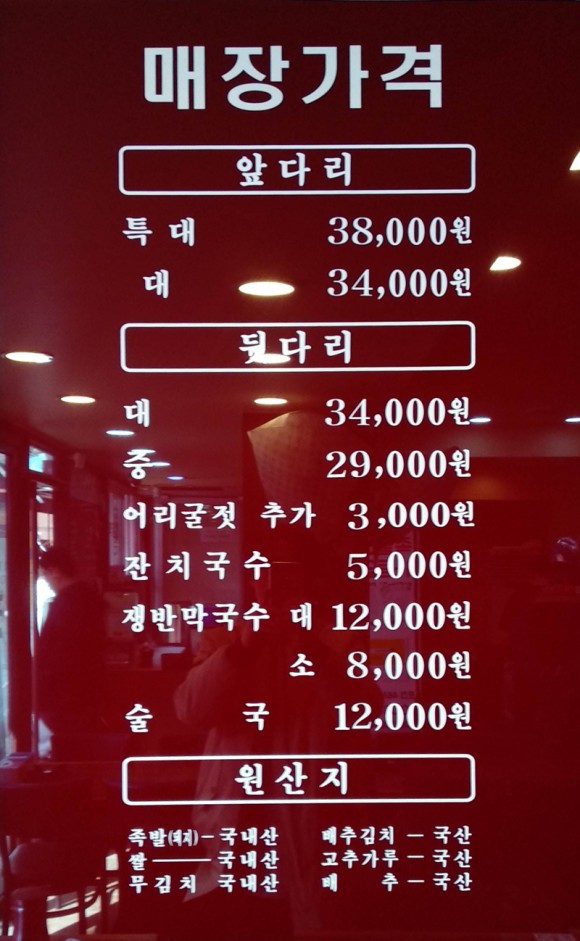 매장가격
앞다리
특 대 38,000원
대 34,000원
뒷다리
대 34,000원
중 29,000원
어리굴젓 추가 3,000원
잔치국수 5,000원
쟁반막국수 대 12,000원
소 8,000원
술 국 12,000원
원산지
족발(돼지) - 국내산 배추김치 - 국산
쌀 - 국내산 고추가루 - 국산
무김치 국내산 배 추 - 국산